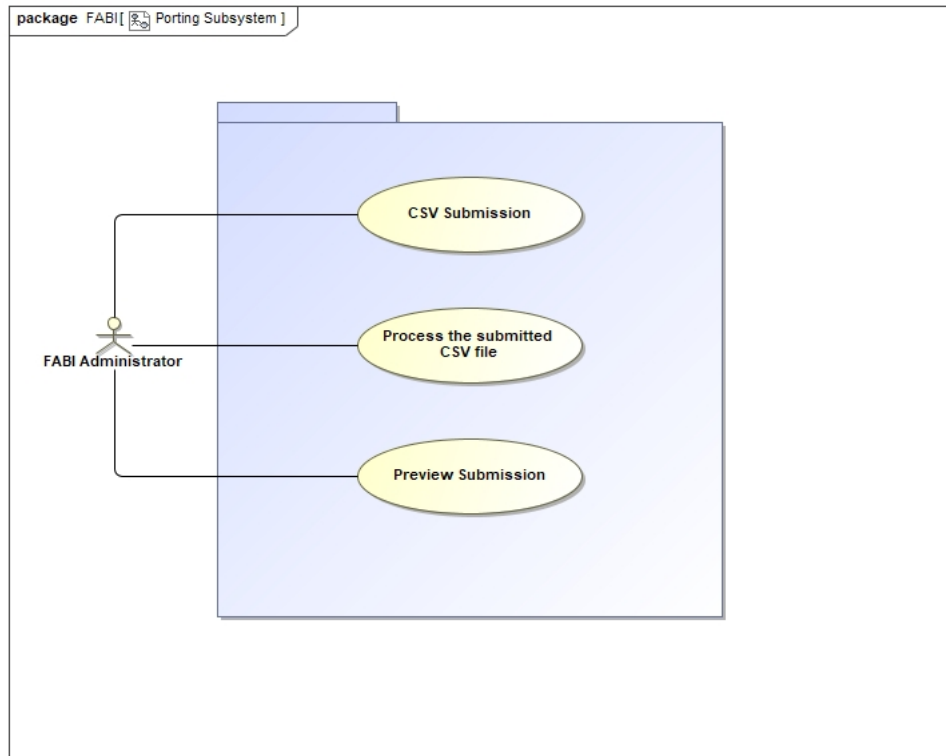 package FABI[ Porting Subsystem ]
CSV Submission
Process the submitted
CSV file
FABI Administrator
Preview Submission